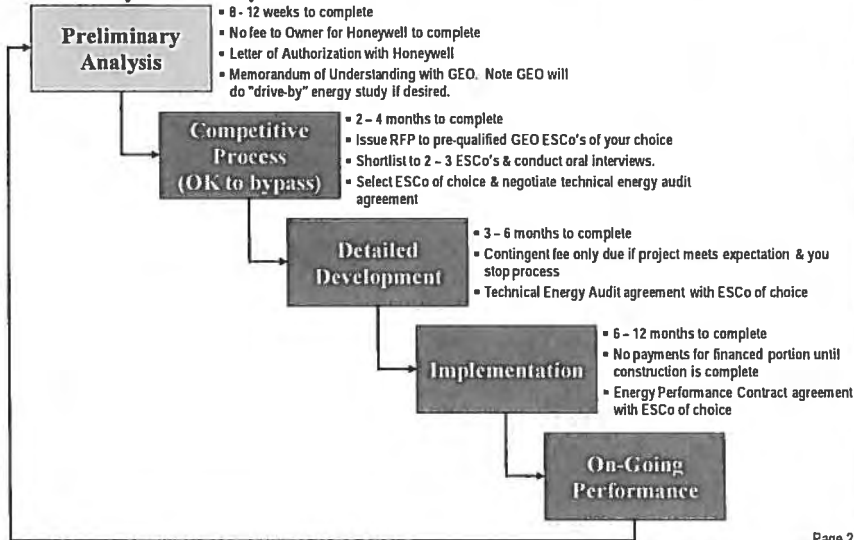 Preliminary
Analysis
▪ 8 - 12 weeks to complete
▪ No fee to Owner for Honeywell to complete
▪ Letter of Authorization with Honeywell
▪ Memorandum of Understanding with GEO. Note GEO will
do "drive-by" energy study if desired.
Competitive
Process
(OK to bypass)
▪ 2 – 4 months to complete
▪ Issue RFP to pre-qualified GEO ESCo's of your choice
▪ Shortlist to 2 – 3 ESCo's & conduct oral interviews.
▪ Select ESCo of choice & negotiate technical energy audit
agreement
Detailed
Development
▪ 3 – 6 months to complete
▪ Contingent fee only due if project meets expectation & you
stop process
▪ Technical Energy Audit agreement with ESCo of choice
Implementation
▪ 6 – 12 months to complete
▪ No payments for financed portion until
construction is complete
▪ Energy Performance Contract agreement
with ESCo of choice
On-Going
Performance
Page 2